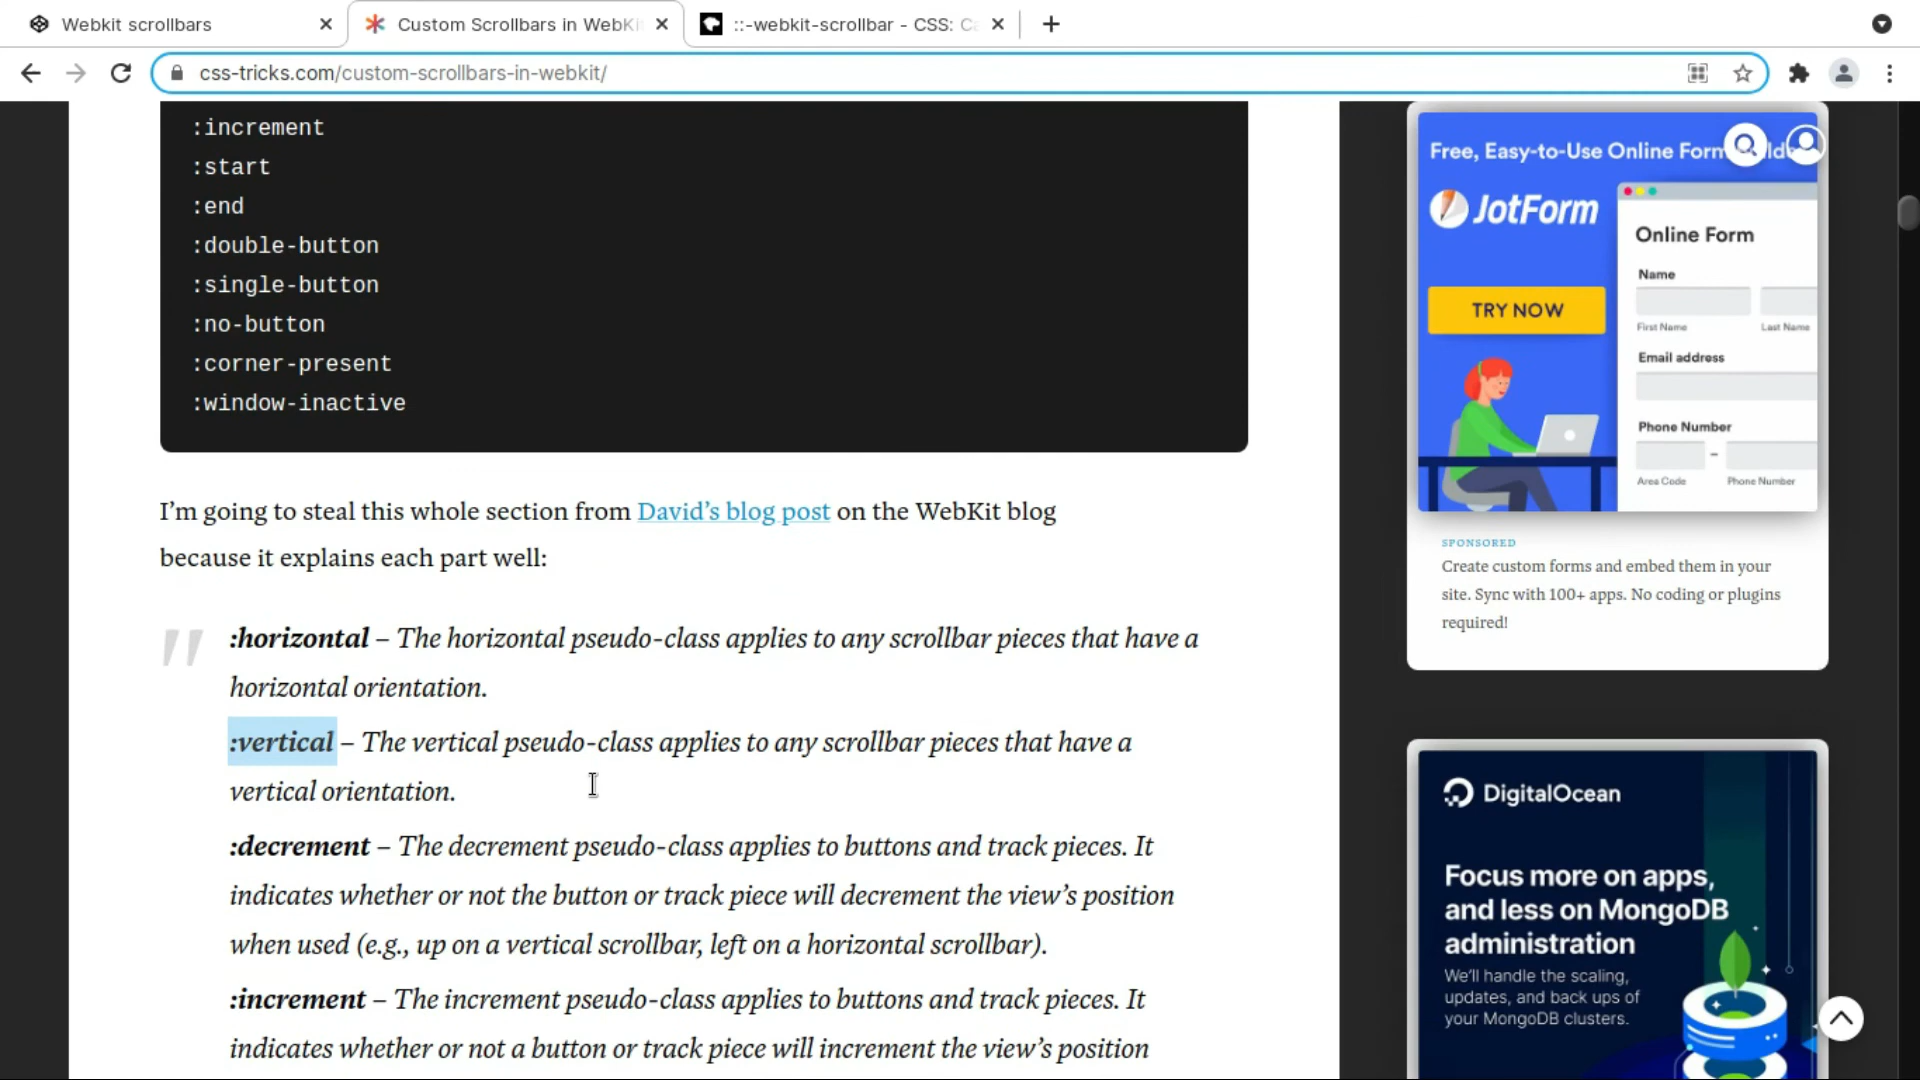 Webkit scrollbars
Custom Scrollbars in WebKi
::-webkit-scrollbar - CSS: Ca
css-tricks.com/custom-scrollbars-in-webkit/
:increment
:start
:end
:double-button
:single-button
:no-button
:corner-present
:window-inactive
I'm going to steal this whole section from David's blog post on the WebKit blog
because it explains each part well:
"
:horizontal – The horizontal pseudo-class applies to any scrollbar pieces that have a
horizontal orientation.
:vertical – The vertical pseudo-class applies to any scrollbar pieces that have a
vertical orientation.
:decrement – The decrement pseudo-class applies to buttons and track pieces. It
indicates whether or not the button or track piece will decrement the view's position
when used (e.g., up on a vertical scrollbar, left on a horizontal scrollbar).
:increment – The increment pseudo-class applies to buttons and track pieces. It
indicates whether or not a button or track piece will increment the view's position
Free, Easy-to-Use Online Form
JotForm
TRY NOW
Online Form
Name
First Name
Last Name
Email address
Phone Number
–
Area Code
Phone Number
SPONSORED
Create custom forms and embed them in your
site. Sync with 100+ apps. No coding or plugins
required!
DigitalOcean
Focus more on apps,
and less on MongoDB
administration
We'll handle the scaling,
updates, and back ups of
your MongoDB clusters.